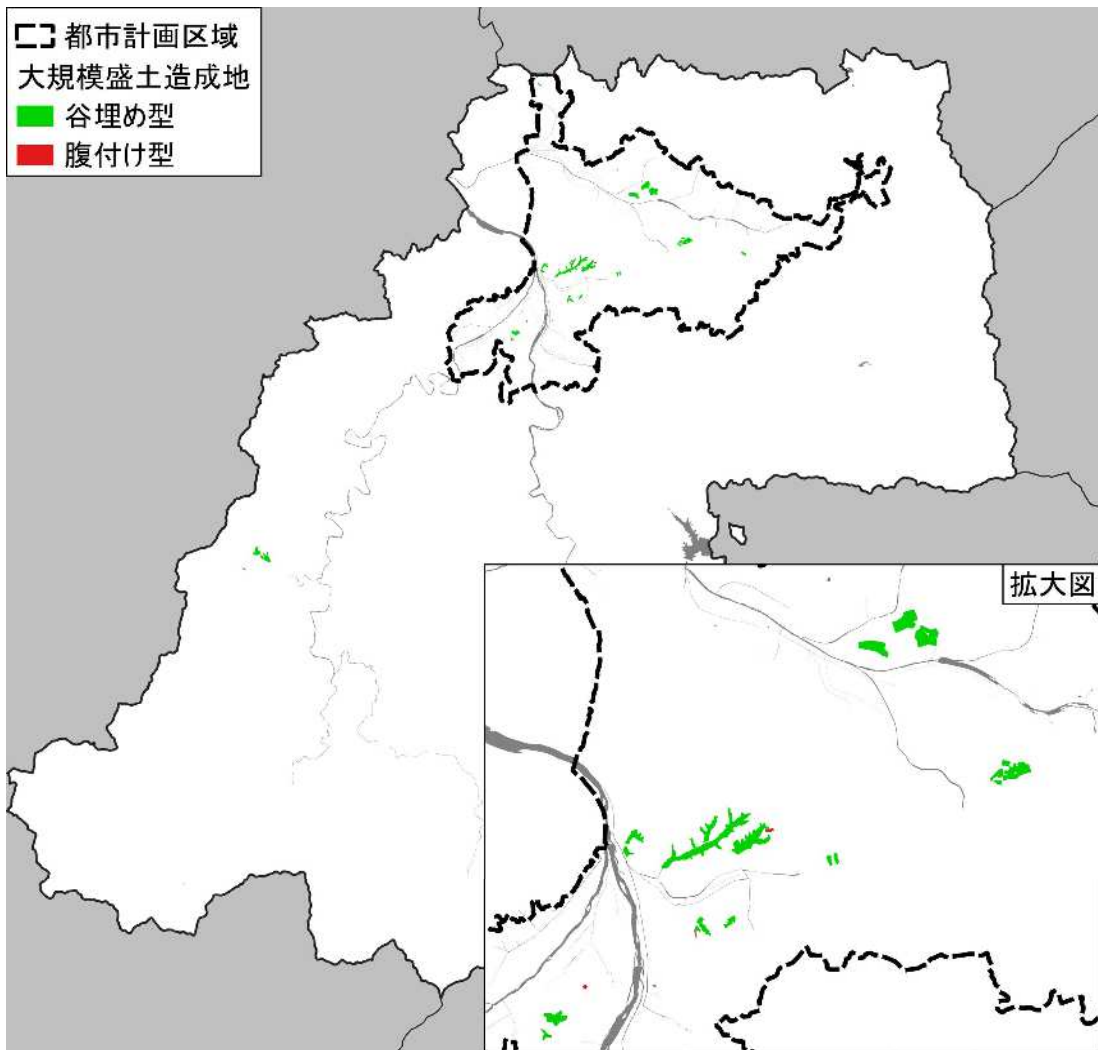 都市計画区域
大規模盛土造成地
谷埋め型
腹付け型
拡大図